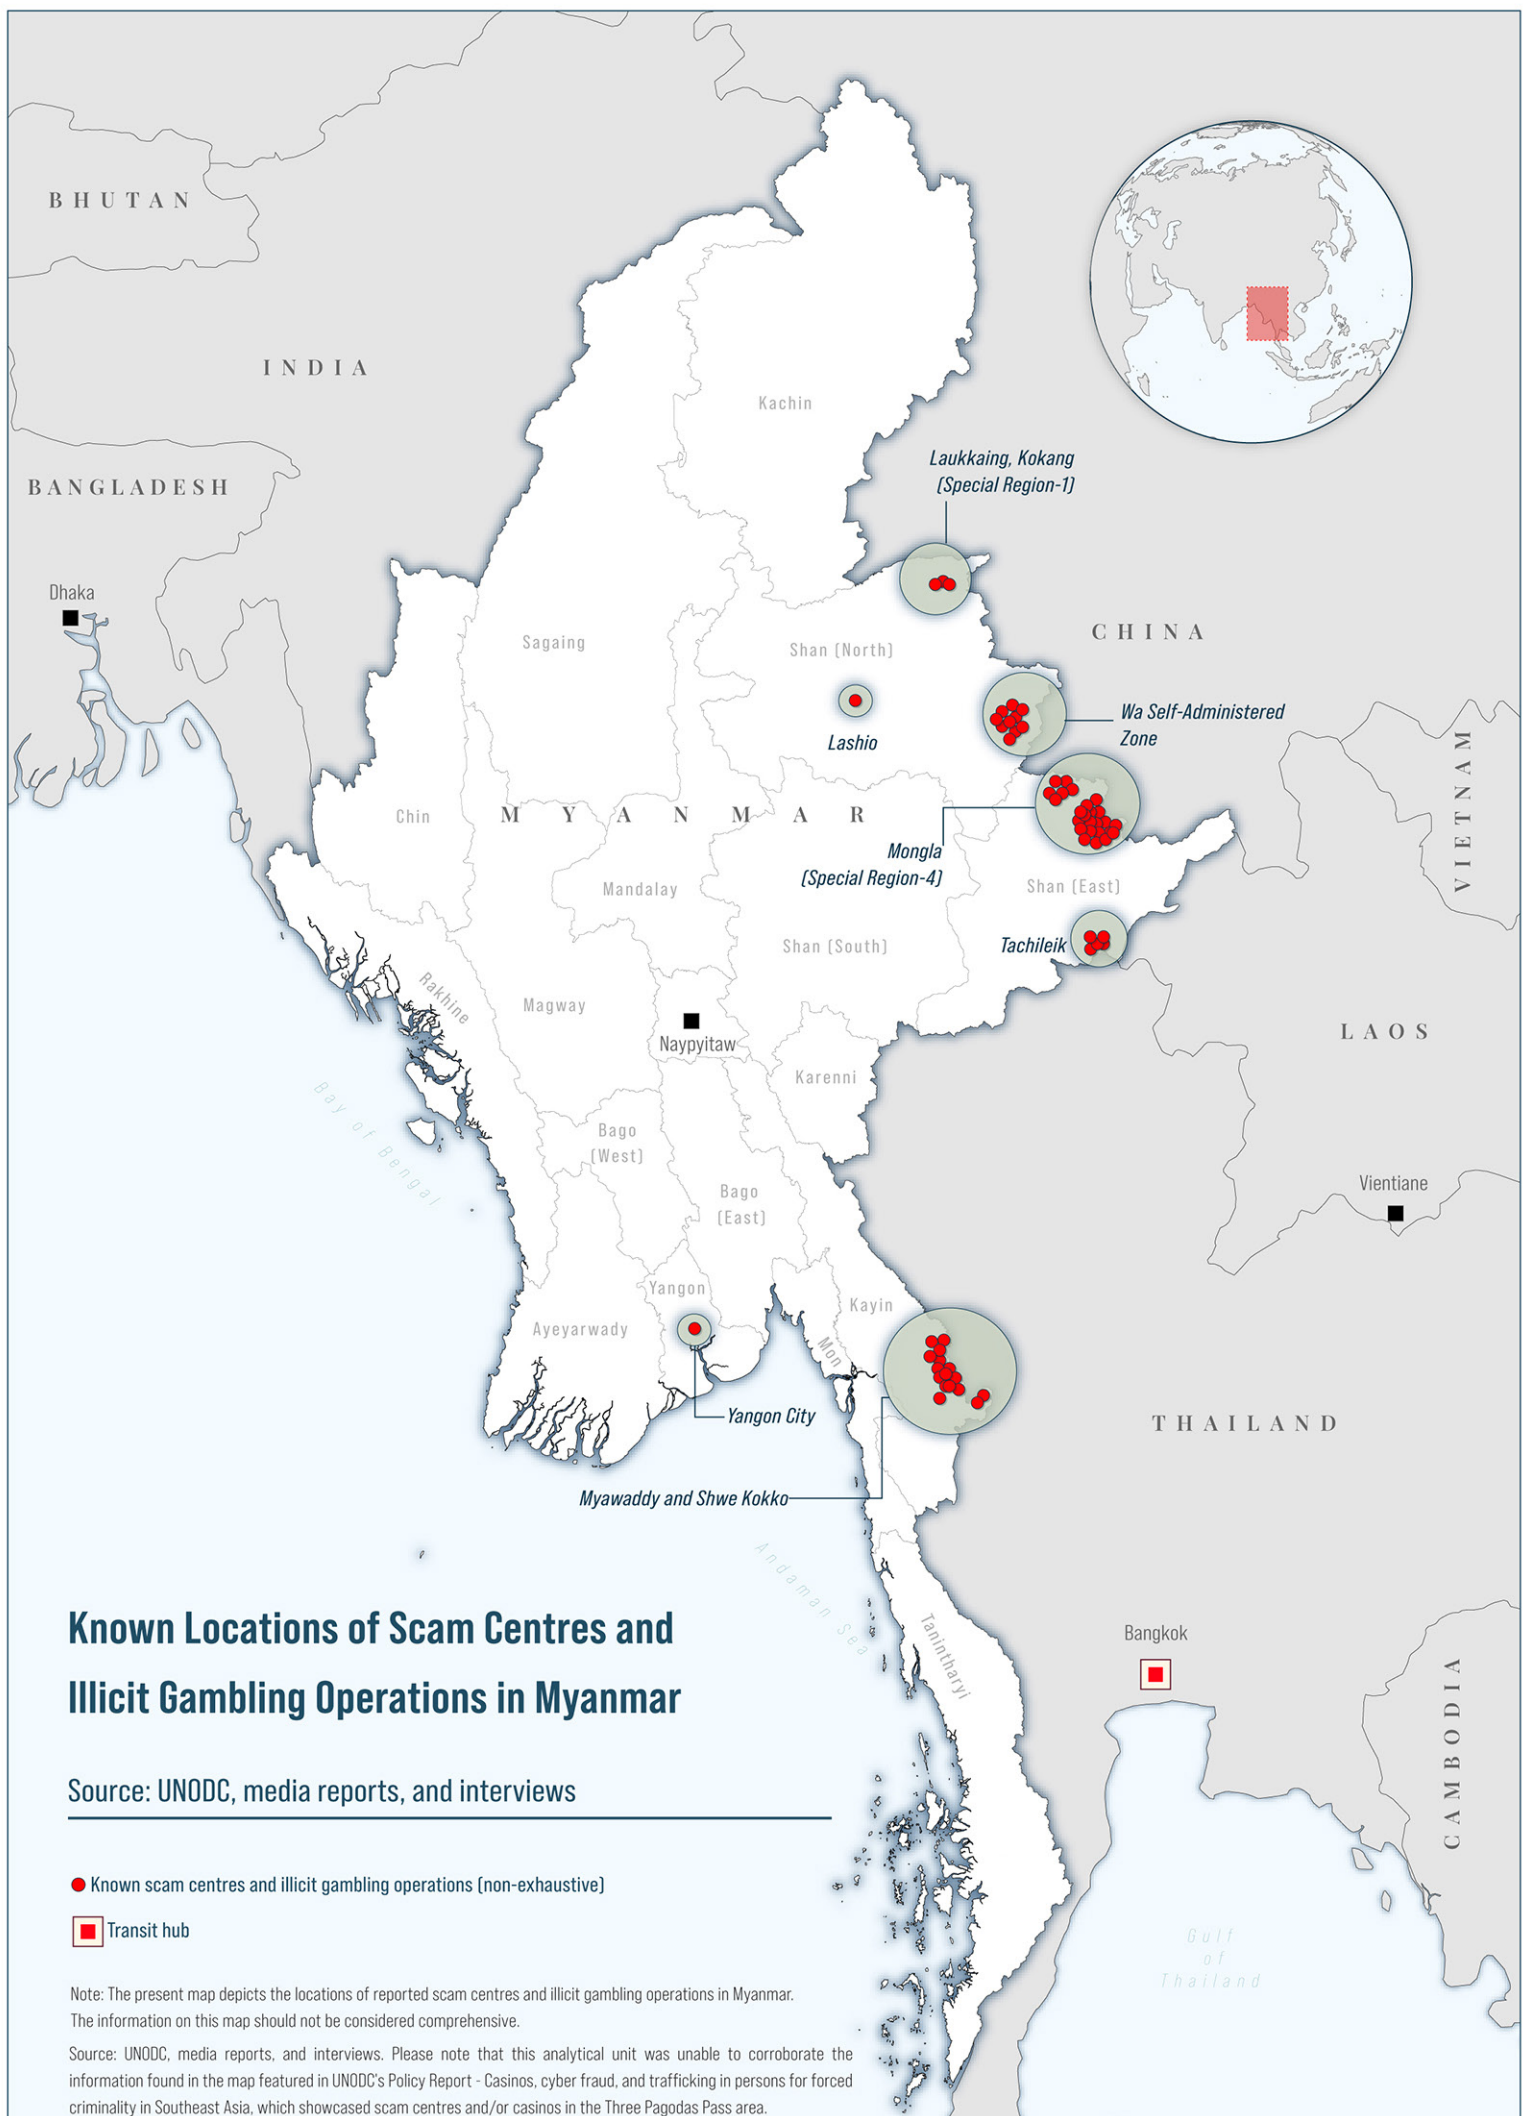 BHUTAN
INDIA
Kachin
Laukkaing, Kokang
(Special Region-1)
BANGLADESH
Dhaka
CHINA
Sagaing
Shan (North)
Wa Self-Administered
Zone
Lashio
VIETNAM
Chin
MYANMAR
Mongla
(Special Region-4)
Mandalay
Shan (East)
Shan (South)
Tachileik
Rakhine
Magway
Naypyitaw
LAOS
Karenni
Bay of Bengal
Bago
(West)
Bago
(East)
Vientiane
Yangon
Kayin
Ayeyarwady
Mon
Yangon City
THAILAND
Myawaddy and Shwe Kokko
Andaman Sea
Known Locations of Scam Centres and
Illicit Gambling Operations in Myanmar
Tanintharyi
Bangkok
CAMBODIA
Source: UNODC, media reports, and interviews
Known scam centres and illicit gambling operations (non-exhaustive)
Transit hub
Gulf
of
Thailand
Note: The present map depicts the locations of reported scam centres and illicit gambling operations in Myanmar.
The information on this map should not be considered comprehensive.
Source: UNODC, media reports, and interviews. Please note that this analytical unit was unable to corroborate the
information found in the map featured in UNODC's Policy Report - Casinos, cyber fraud, and trafficking in persons for forced
criminality in Southeast Asia, which showcased scam centres and/or casinos in the Three Pagodas Pass area.